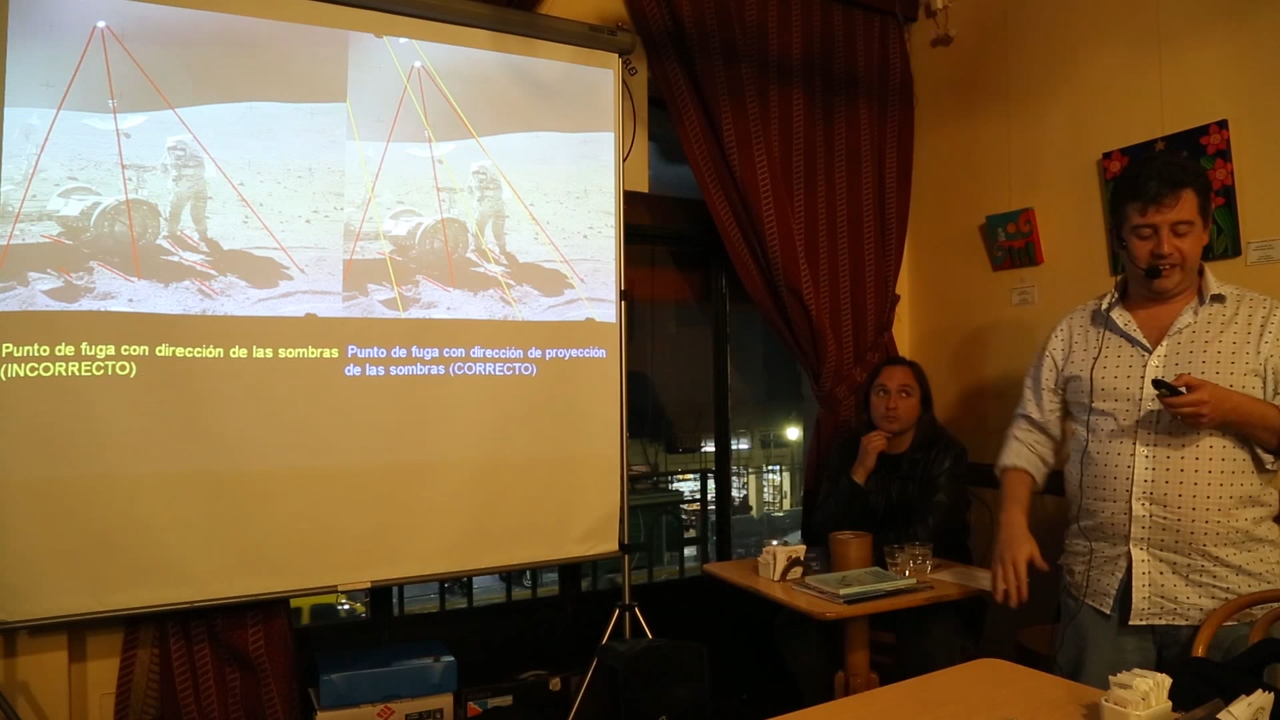 Punto de fuga con dirección de las sombras
(INCORRECTO)
Punto de fuga con dirección de proyección
de las sombras (CORRECTO)